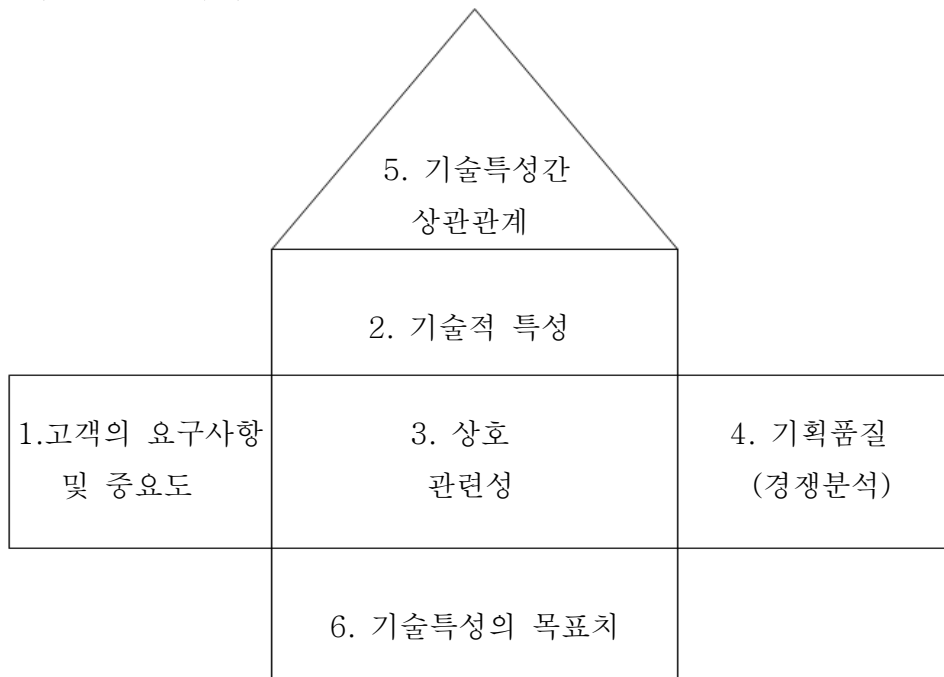 5. 기술특성간
상관관계
2. 기술적 특성
1.고객의 요구사항
및 중요도
3. 상호
관련성
4. 기획품질
(경쟁분석)
6. 기술특성의 목표치